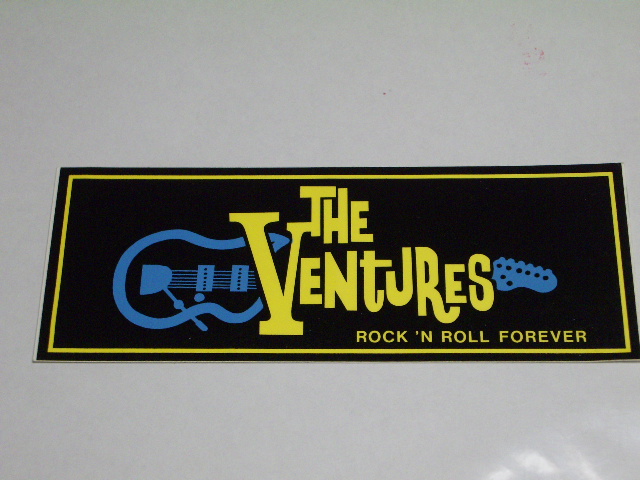 THE
VENTURES
ROCK 'N ROLL FOREVER